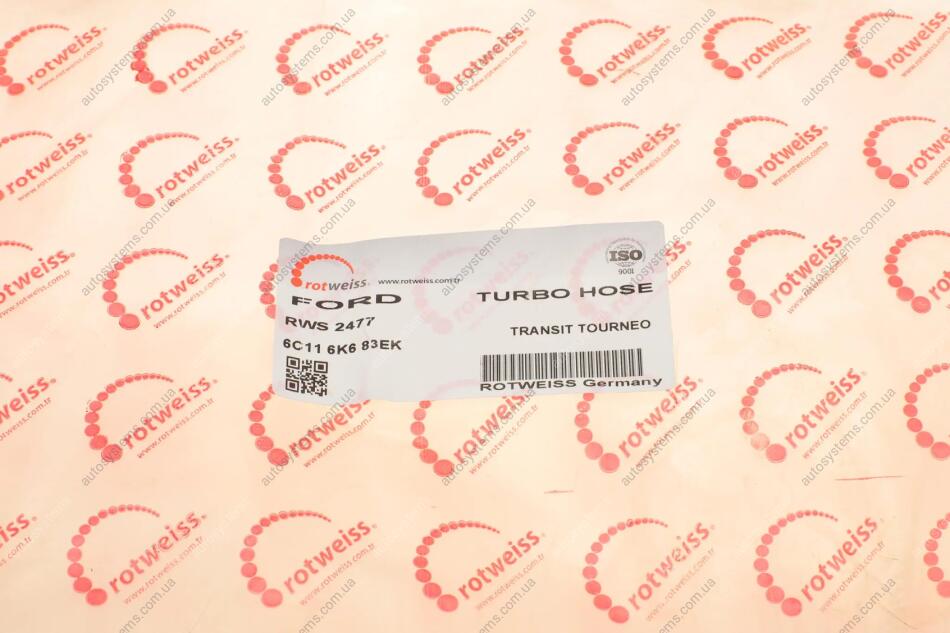 rotweiss®
www.rotweiss.com.tr
FORD
RWS 2477
6C11 6K6 83EK
ISO
9001
TURBO HOSE
TRANSIT TOURNEO
ROTWEISS Germany
rotweiss®
www.rotweiss.com.tr
autosystems.com.ua